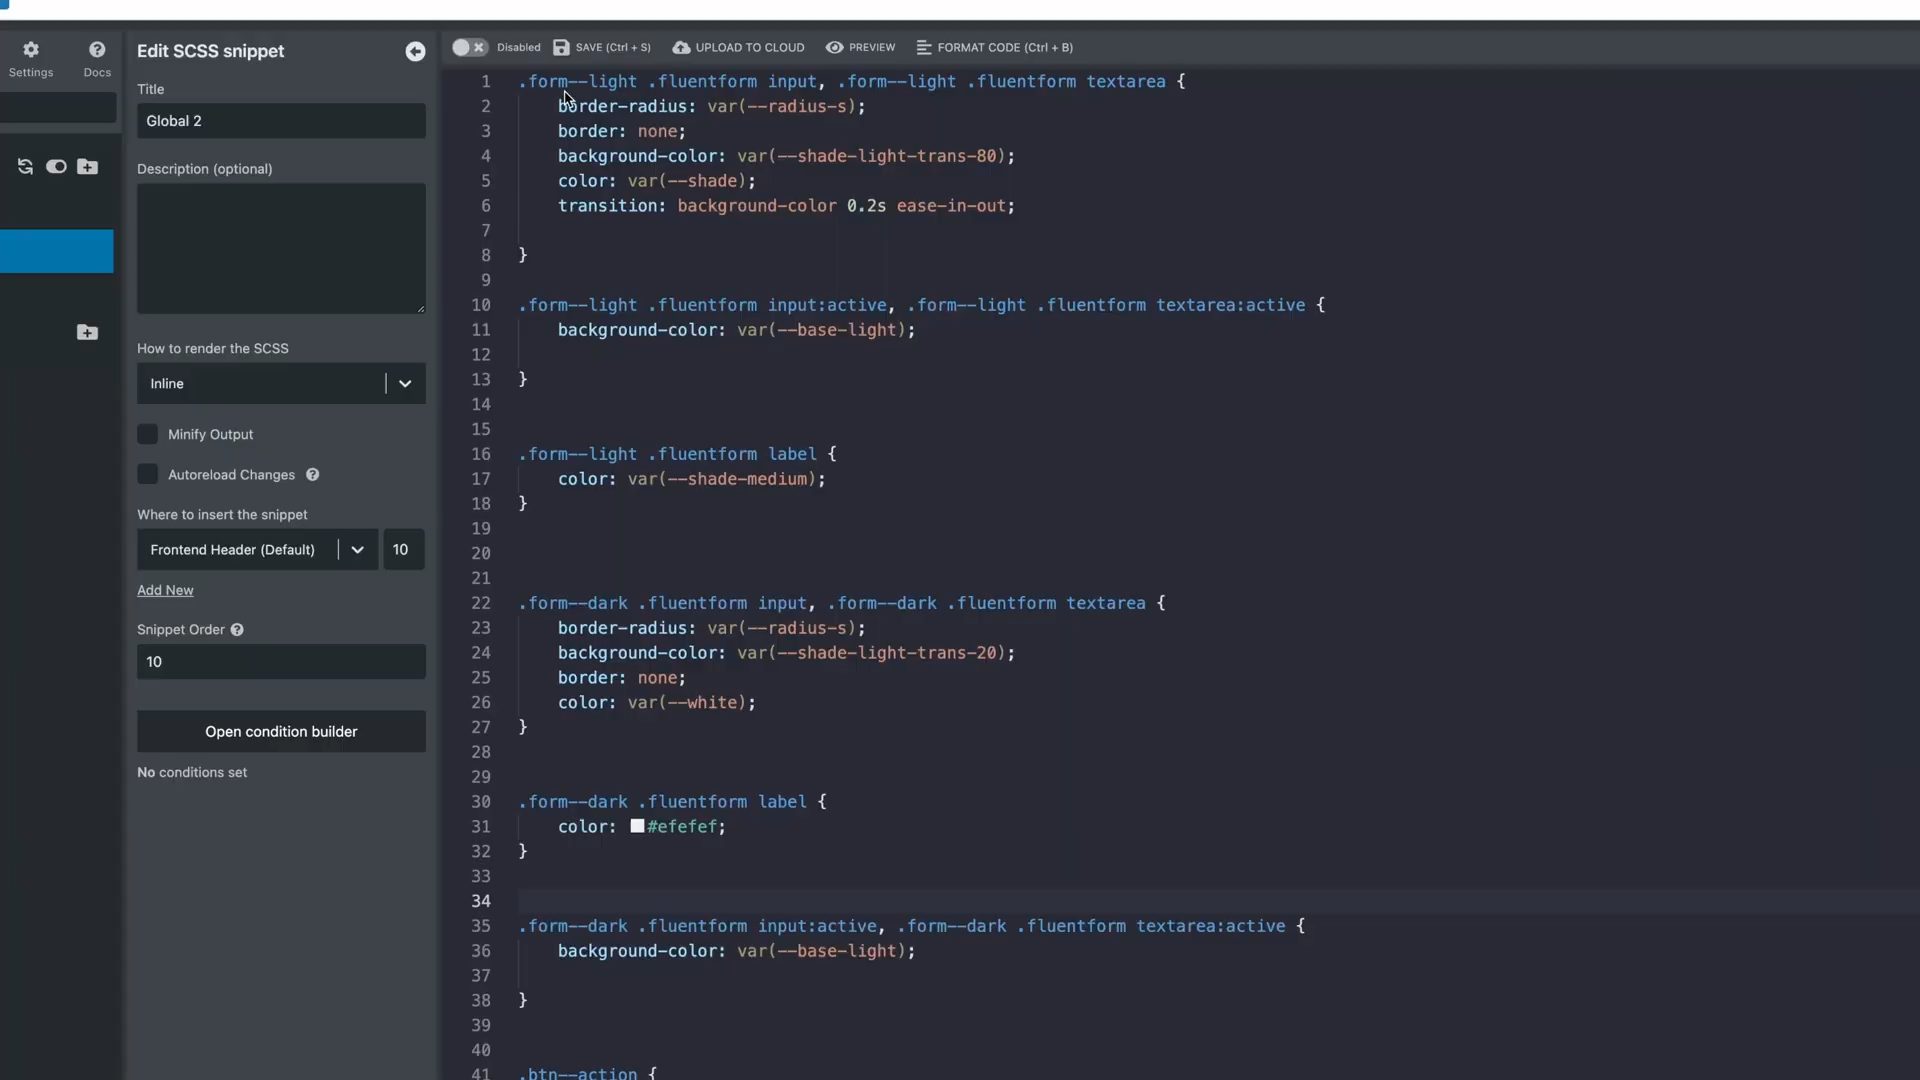 Settings
Docs
Edit SCSS snippet
Title
Global 2
Description (optional)
How to render the SCSS
Inline
Minify Output
Autoreload Changes
Where to insert the snippet
Frontend Header (Default)
10
Add New
Snippet Order
10
Open condition builder
No conditions set
Disabled
SAVE (Ctrl + S)
UPLOAD TO CLOUD
PREVIEW
FORMAT CODE (Ctrl + B)
1 .form--light .fluentform input, .form--light .fluentform textarea {
2 border-radius: var(--radius-s);
3 border: none;
4 background-color: var(--shade-light-trans-80);
5 color: var(--shade);
6 transition: background-color 0.2s ease-in-out;
7
8 }
9
10 .form--light .fluentform input:active, .form--light .fluentform textarea:active {
11 background-color: var(--base-light);
12
13 }
14
15
16 .form--light .fluentform label {
17 color: var(--shade-medium);
18 }
19
20
21
22 .form--dark .fluentform input, .form--dark .fluentform textarea {
23 border-radius: var(--radius-s);
24 background-color: var(--shade-light-trans-20);
25 border: none;
26 color: var(--white);
27 }
28
29
30 .form--dark .fluentform label {
31 color: #efefef;
32 }
33
34
35 .form--dark .fluentform input:active, .form--dark .fluentform textarea:active {
36 background-color: var(--base-light);
37
38 }
39
40
41 .btn--action {